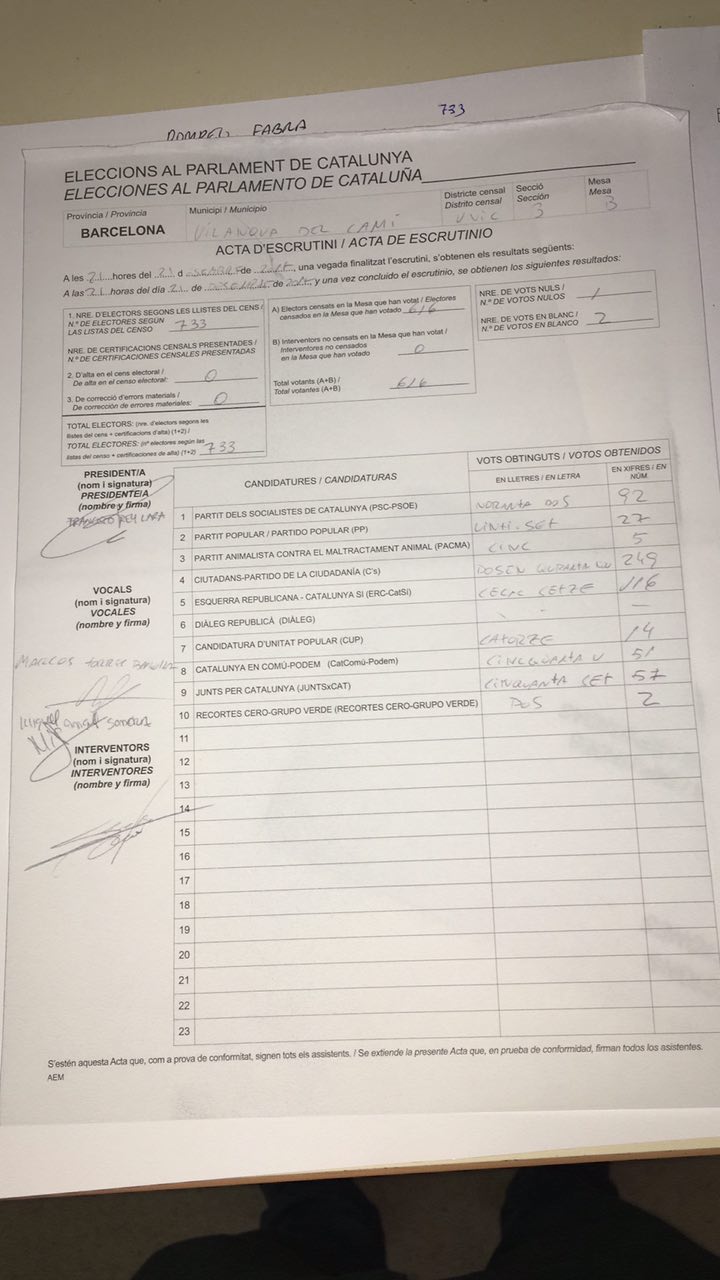 POMPEU FABRA
733
ELECCIONS AL PARLAMENT DE CATALUNYA
ELECCIONES AL PARLAMENTO DE CATALUÑA
Província / Provincia
BARCELONA
Municipi / Municipio
VILANOVA DEL CAMÍ
Districte censal
Distrito censal
Secció
Sección
3
Mesa
Mesa
B
ACTA D'ESCRUTINI / ACTA DE ESCRUTINIO
A les 21 hores del 21 d de 2017, una vegada finalitzat l'escrutini, s'obtenen els resultats següents:
A las 21 horas del día 21 de de 2017 y una vez concluido el escrutinio, se obtienen los siguientes resultados:
1. NRE. D'ELECTORS SEGONS LES LLISTES DEL CENS /
N.º DE ELECTORES SEGÚN
LAS LISTAS DEL CENSO 733
NRE. DE CERTIFICACIONS CENSALS PRESENTADES /
N.º DE CERTIFICACIONES CENSALES PRESENTADAS
2. D'alta en el cens electoral /
De alta en el censo electoral: 0
3. De correcció d'errors materials /
De corrección de errores materiales: 0
TOTAL ELECTORS: (nre. d'electors segons les
llistes del cens + certificacions d'alta) (1+2) /
TOTAL ELECTORES: (nº electores según las
listas del censo + certificaciones de alta) (1+2) 733
A) Electors censats en la Mesa que han votat / Electores
censados en la Mesa que han votado 616
B) Interventors no censats en la Mesa que han votat /
Interventores no censados
en la Mesa que han votado 0
Total votants (A+B) /
Total votantes (A+B) 616
NRE. DE VOTS NULS /
N.º DE VOTOS NULOS 1
NRE. DE VOTS EN BLANC /
N.º DE VOTOS EN BLANCO 2
PRESIDENT/A
(nom i signatura)
PRESIDENTE/A
(nombre y firma)
REY LARA
VOCALS
(nom i signatura)
VOCALES
(nombre y firma)
MARCOS
INTERVENTORS
(nom i signatura)
INTERVENTORES
(nombre y firma)
CANDIDATURES / CANDIDATURAS
VOTS OBTINGUTS / VOTOS OBTENIDOS
EN LLETRES / EN LETRA
EN XIFRES / EN NÚM.
1 PARTIT DELS SOCIALISTES DE CATALUNYA (PSC-PSOE) NORANTA DOS 92
2 PARTIT POPULAR / PARTIDO POPULAR (PP) VINTI-SET 27
3 PARTIT ANIMALISTA CONTRA EL MALTRACTAMENT ANIMAL (PACMA) CINC 5
4 CIUTADANS-PARTIDO DE LA CIUDADANÍA (C's) 249
5 ESQUERRA REPUBLICANA - CATALUNYA SÍ (ERC-CatSí) 116
6 DIÀLEG REPUBLICÀ (DIÀLEG) - —
7 CANDIDATURA D'UNITAT POPULAR (CUP) CATORZE 14
8 CATALUNYA EN COMÚ-PODEM (CatComú-Podem) CINCQUANTA U 51
9 JUNTS PER CATALUNYA (JUNTSxCAT) CINQUANTA SET 57
10 RECORTES CERO-GRUPO VERDE (RECORTES CERO-GRUPO VERDE) DOS 2
11
12
13
14
15
16
17
18
19
20
21
22
23
S'estén aquesta Acta que, com a prova de conformitat, signen tots els assistents. / Se extiende la presente Acta que, en prueba de conformidad, firman todos los asistentes.
AEM